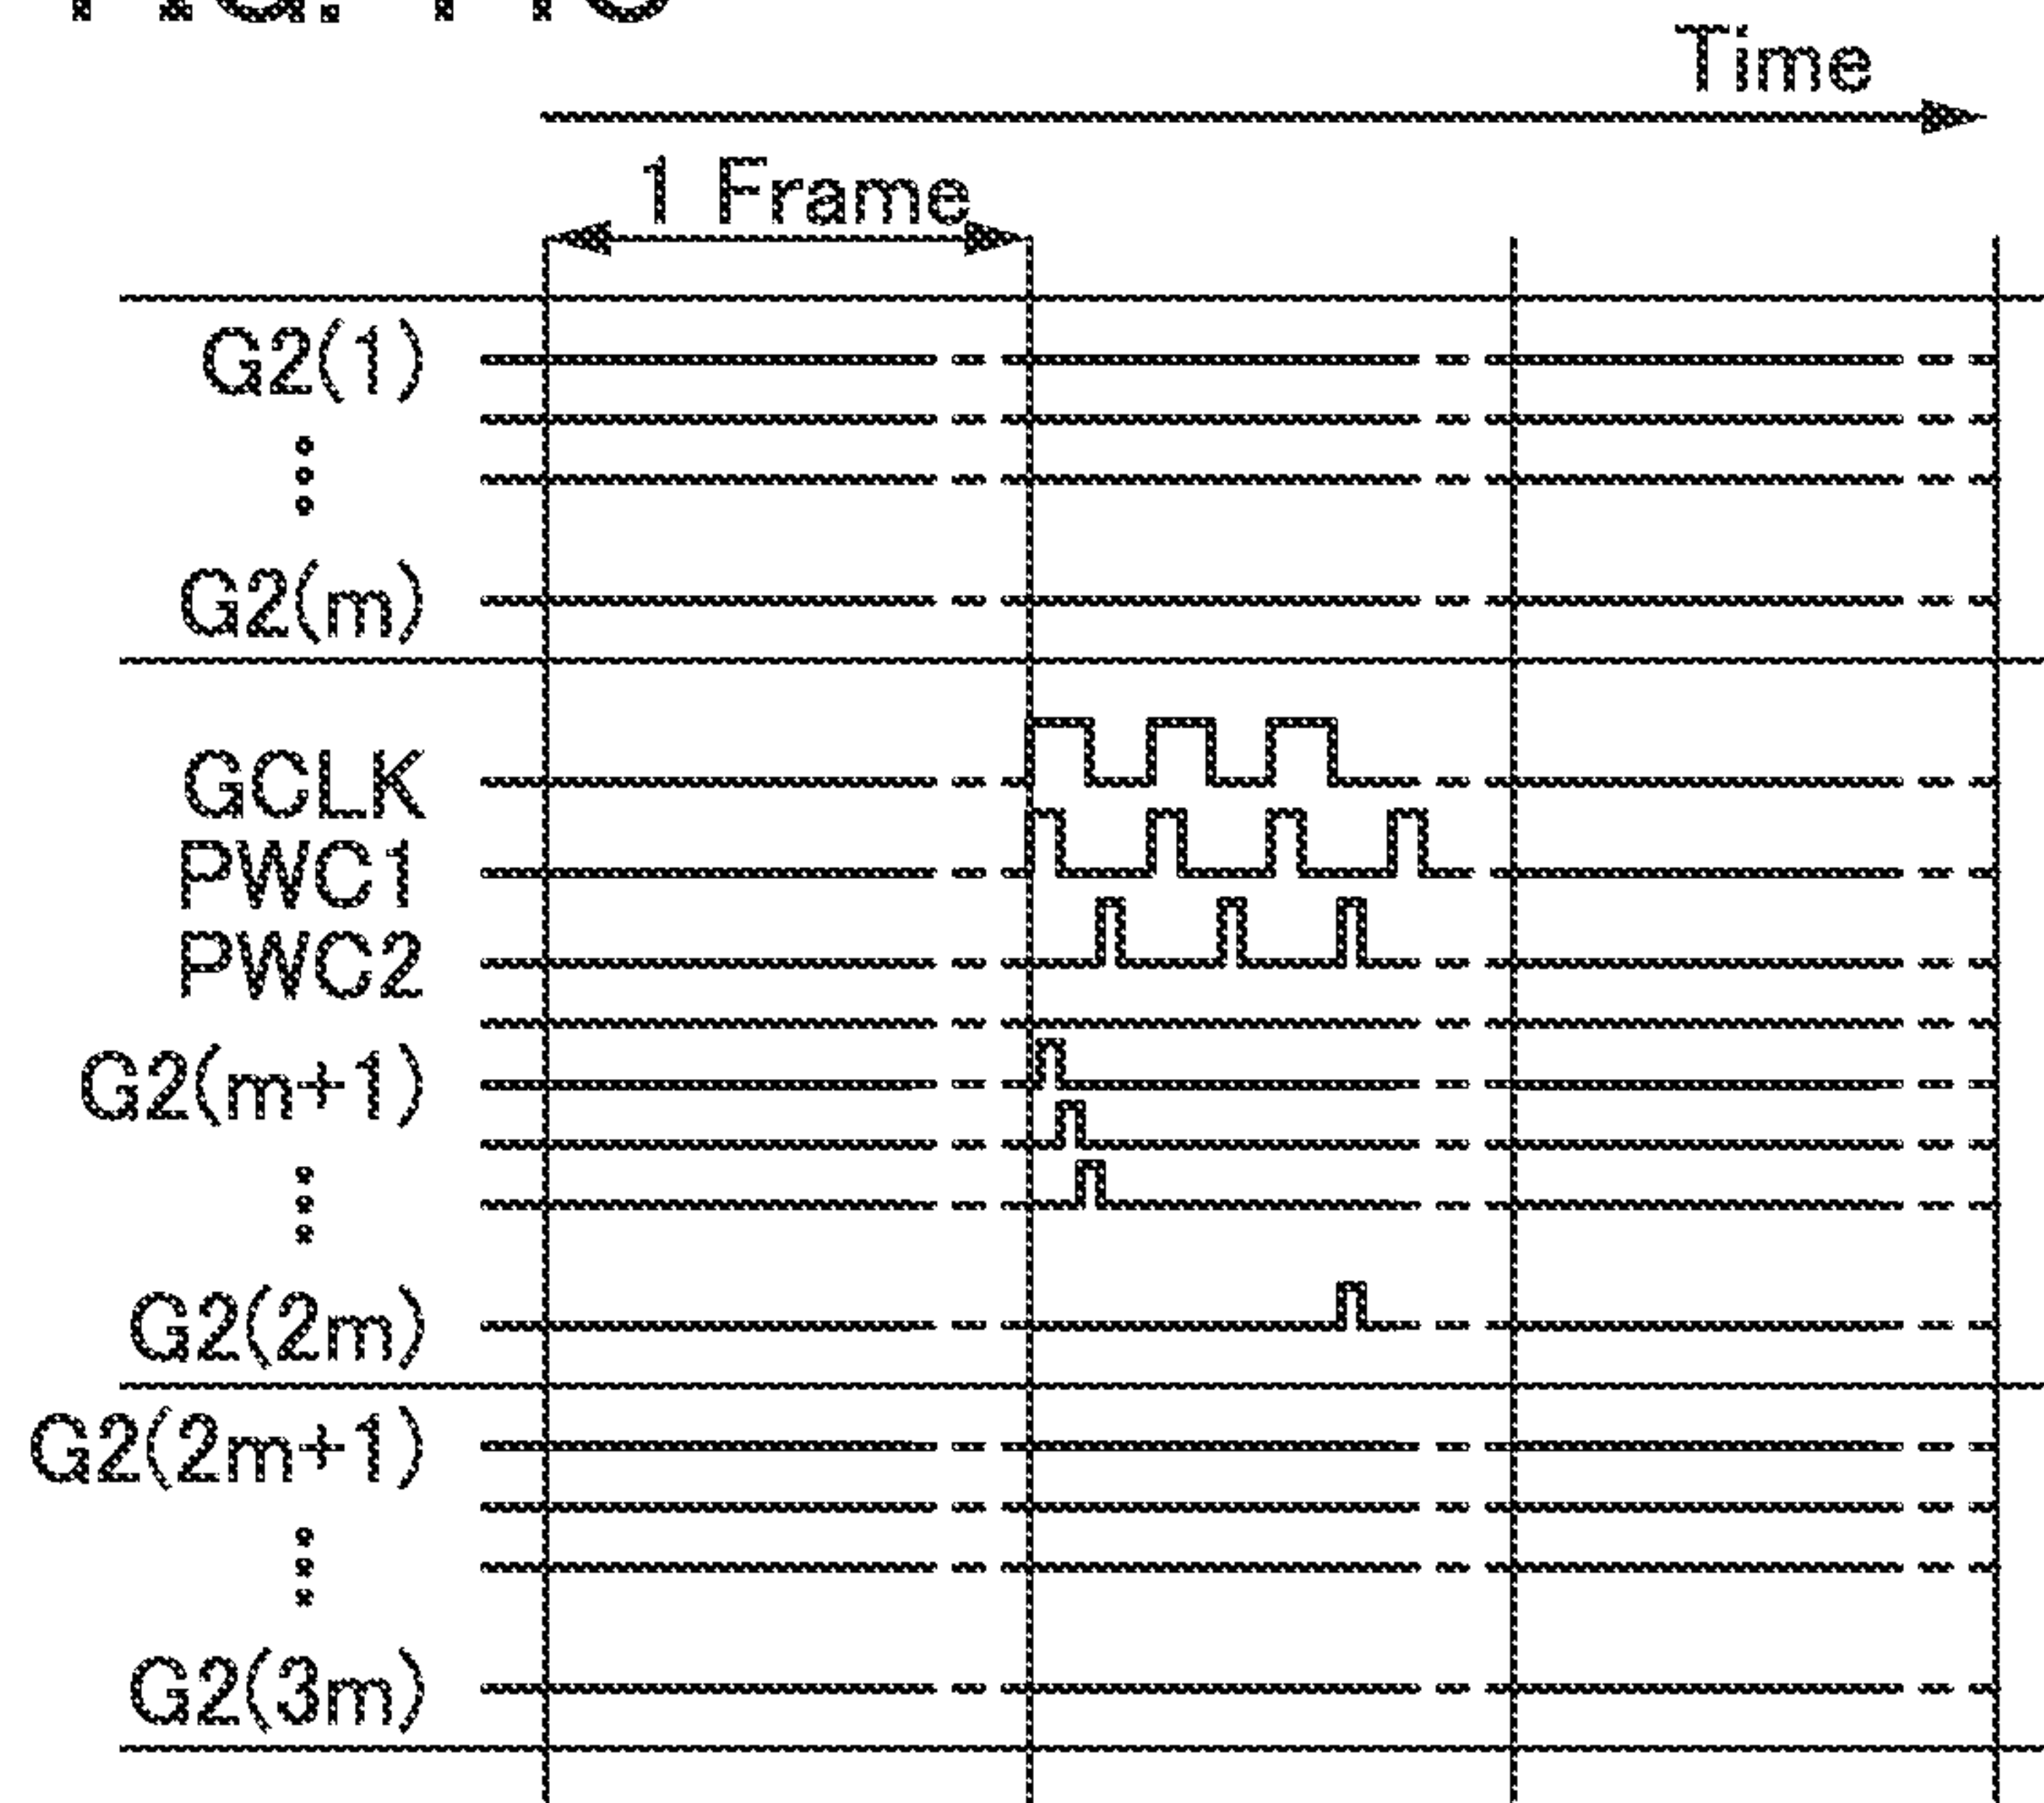 Time
1 Frame
G2(1)
G2(m)
GCLK
PWC1
PWC2
G2(m+1)
G2(2m)
G2(2m+1)
G2(3m)